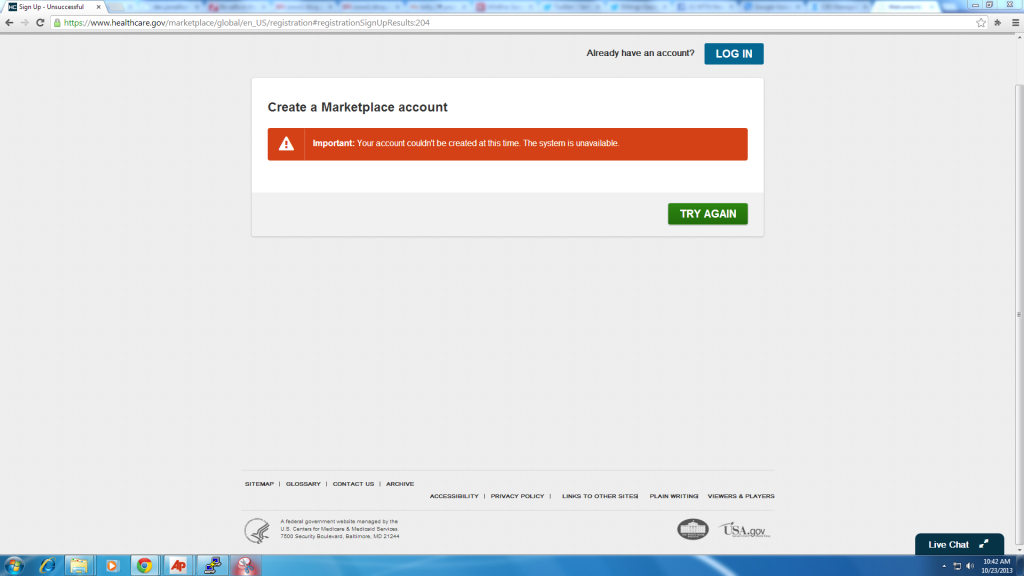 Sign Up - Unsuccessful
https://www.healthcare.gov/marketplace/global/en_US/registration#registrationSignUpResults:204
Already have an account? LOG IN
Create a Marketplace account
Important: Your account couldn't be created at this time. The system is unavailable.
TRY AGAIN
SITEMAP | GLOSSARY | CONTACT US | ARCHIVE
ACCESSIBILITY | PRIVACY POLICY | LINKS TO OTHER SITES| PLAIN WRITING| VIEWERS & PLAYERS
A federal government website managed by the
U.S. Centers for Medicare & Medicaid Services.
7500 Security Boulevard, Baltimore, MD 21244
USA.gov
Live Chat
AP
10:42 AM
10/23/2013